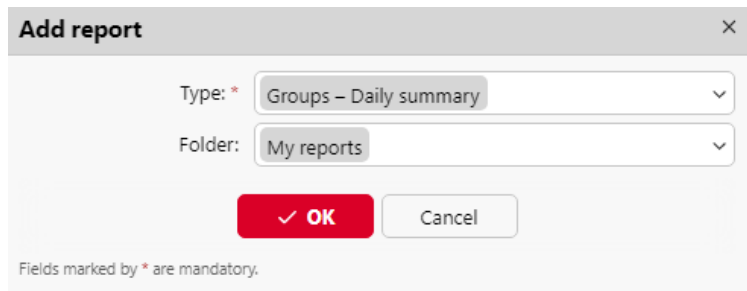 Add report
Type: * Groups – Daily summary
Folder: My reports
OK Cancel
Fields marked by * are mandatory.